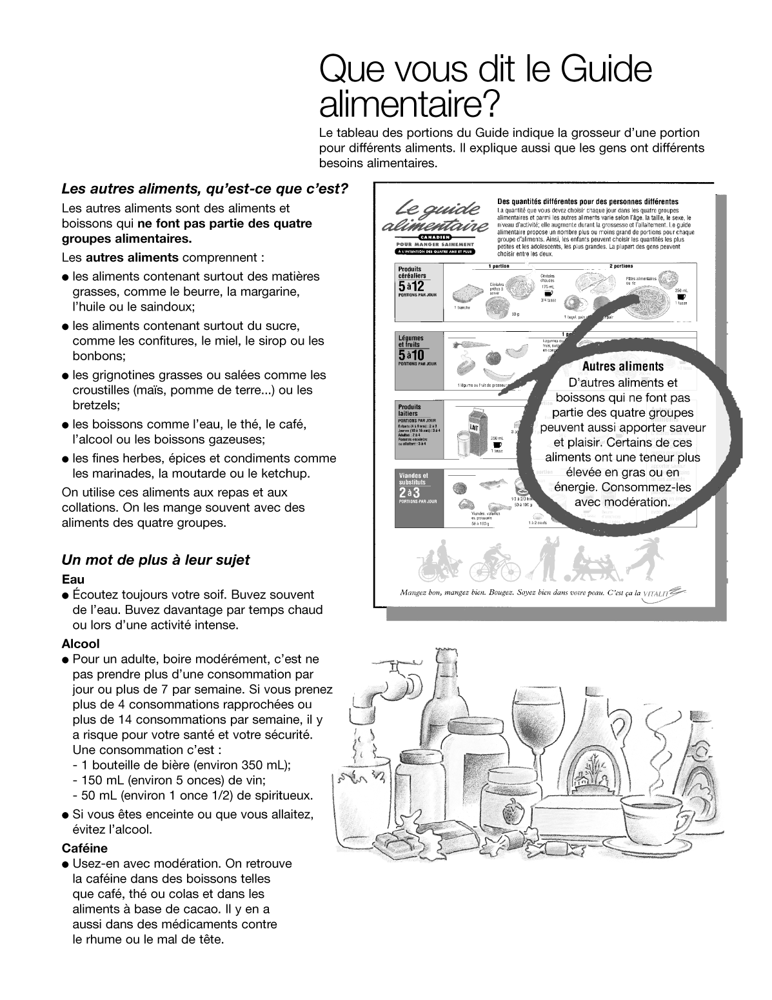 Que vous dit le Guide
alimentaire?
Le tableau des portions du Guide indique la grosseur d’une portion
pour différents aliments. Il explique aussi que les gens ont différents
besoins alimentaires.
Les autres aliments, qu’est-ce que c’est?
Les autres aliments sont des aliments et
boissons qui ne font pas partie des quatre
groupes alimentaires.
Les autres aliments comprennent :
● les aliments contenant surtout des matières
grasses, comme le beurre, la margarine,
l’huile ou le saindoux;
● les aliments contenant surtout du sucre,
comme les confitures, le miel, le sirop ou les
bonbons;
● les grignotines grasses ou salées comme les
croustilles (maïs, pomme de terre...) ou les
bretzels;
● les boissons comme l’eau, le thé, le café,
l’alcool ou les boissons gazeuses;
● les fines herbes, épices et condiments comme
les marinades, la moutarde ou le ketchup.
On utilise ces aliments aux repas et aux
collations. On les mange souvent avec des
aliments des quatre groupes.
Un mot de plus à leur sujet
Eau
● Écoutez toujours votre soif. Buvez souvent
de l’eau. Buvez davantage par temps chaud
ou lors d’une activité intense.
Alcool
● Pour un adulte, boire modérément, c’est ne
pas prendre plus d’une consommation par
jour ou plus de 7 par semaine. Si vous prenez
plus de 4 consommations rapprochées ou
plus de 14 consommations par semaine, il y
a risque pour votre santé et votre sécurité.
Une consommation c’est :
- 1 bouteille de bière (environ 350 mL);
- 150 mL (environ 5 onces) de vin;
- 50 mL (environ 1 once 1/2) de spiritueux.
● Si vous êtes enceinte ou que vous allaitez,
évitez l’alcool.
Caféine
● Usez-en avec modération. On retrouve
la caféine dans des boissons telles
que café, thé ou colas et dans les
aliments à base de cacao. Il y en a
aussi dans des médicaments contre
le rhume ou le mal de tête.
Le guide
alimentaire
CANADIEN
POUR MANGER SAINEMENT
À L’INTENTION DES QUATRE ANS ET PLUS
Des quantités différentes pour des personnes différentes
La quantité que vous devez choisir chaque jour dans les quatre groupes
alimentaires et parmi les autres aliments varie selon l’âge, la taille, le sexe, le
niveau d’activité; elle augmente durant la grossesse et l’allaitement. Le guide
alimentaire propose un nombre plus ou moins grand de portions pour chaque
groupe d’aliments. Ainsi, les enfants peuvent choisir les quantités les plus
petites et les adolescents, les plus grandes. La plupart des gens peuvent
choisir entre les deux.
Produits
céréaliers
5 à 12
PORTIONS PAR JOUR
1 portion
2 portions
1 tranche
Céréales
prêtes à
servir
30 g
Céréales
chaudes
175 mL
3/4 tasse
1 bagel, pain
Pâtes alimentaires
ou riz
250 mL
1 tasse
Légumes
et fruits
5 à 10
PORTIONS PAR JOUR
1 légume ou fruit de grosseur
Produits
laitiers
PORTIONS PAR JOUR
Enfants (4 à 9 ans) : 2 à 3
Jeunes (10 à 16 ans) : 3 à 4
Adultes : 2 à 4
Femmes enceintes
ou allaitant : 3 à 4
LAIT
250 mL
1 tasse
Viandes et
substituts
2 à 3
PORTIONS PAR JOUR
Viandes, volailles
ou poissons
50 à 100 g
1 à 2 oeufs
Autres aliments
D’autres aliments et
boissons qui ne font pas
partie des quatre groupes
peuvent aussi apporter saveur
et plaisir. Certains de ces
aliments ont une teneur plus
élevée en gras ou en
énergie. Consommez-les
avec modération.
Mangez bon, mangez bien. Bougez. Soyez bien dans votre peau. C’est ça la VITALITÉ